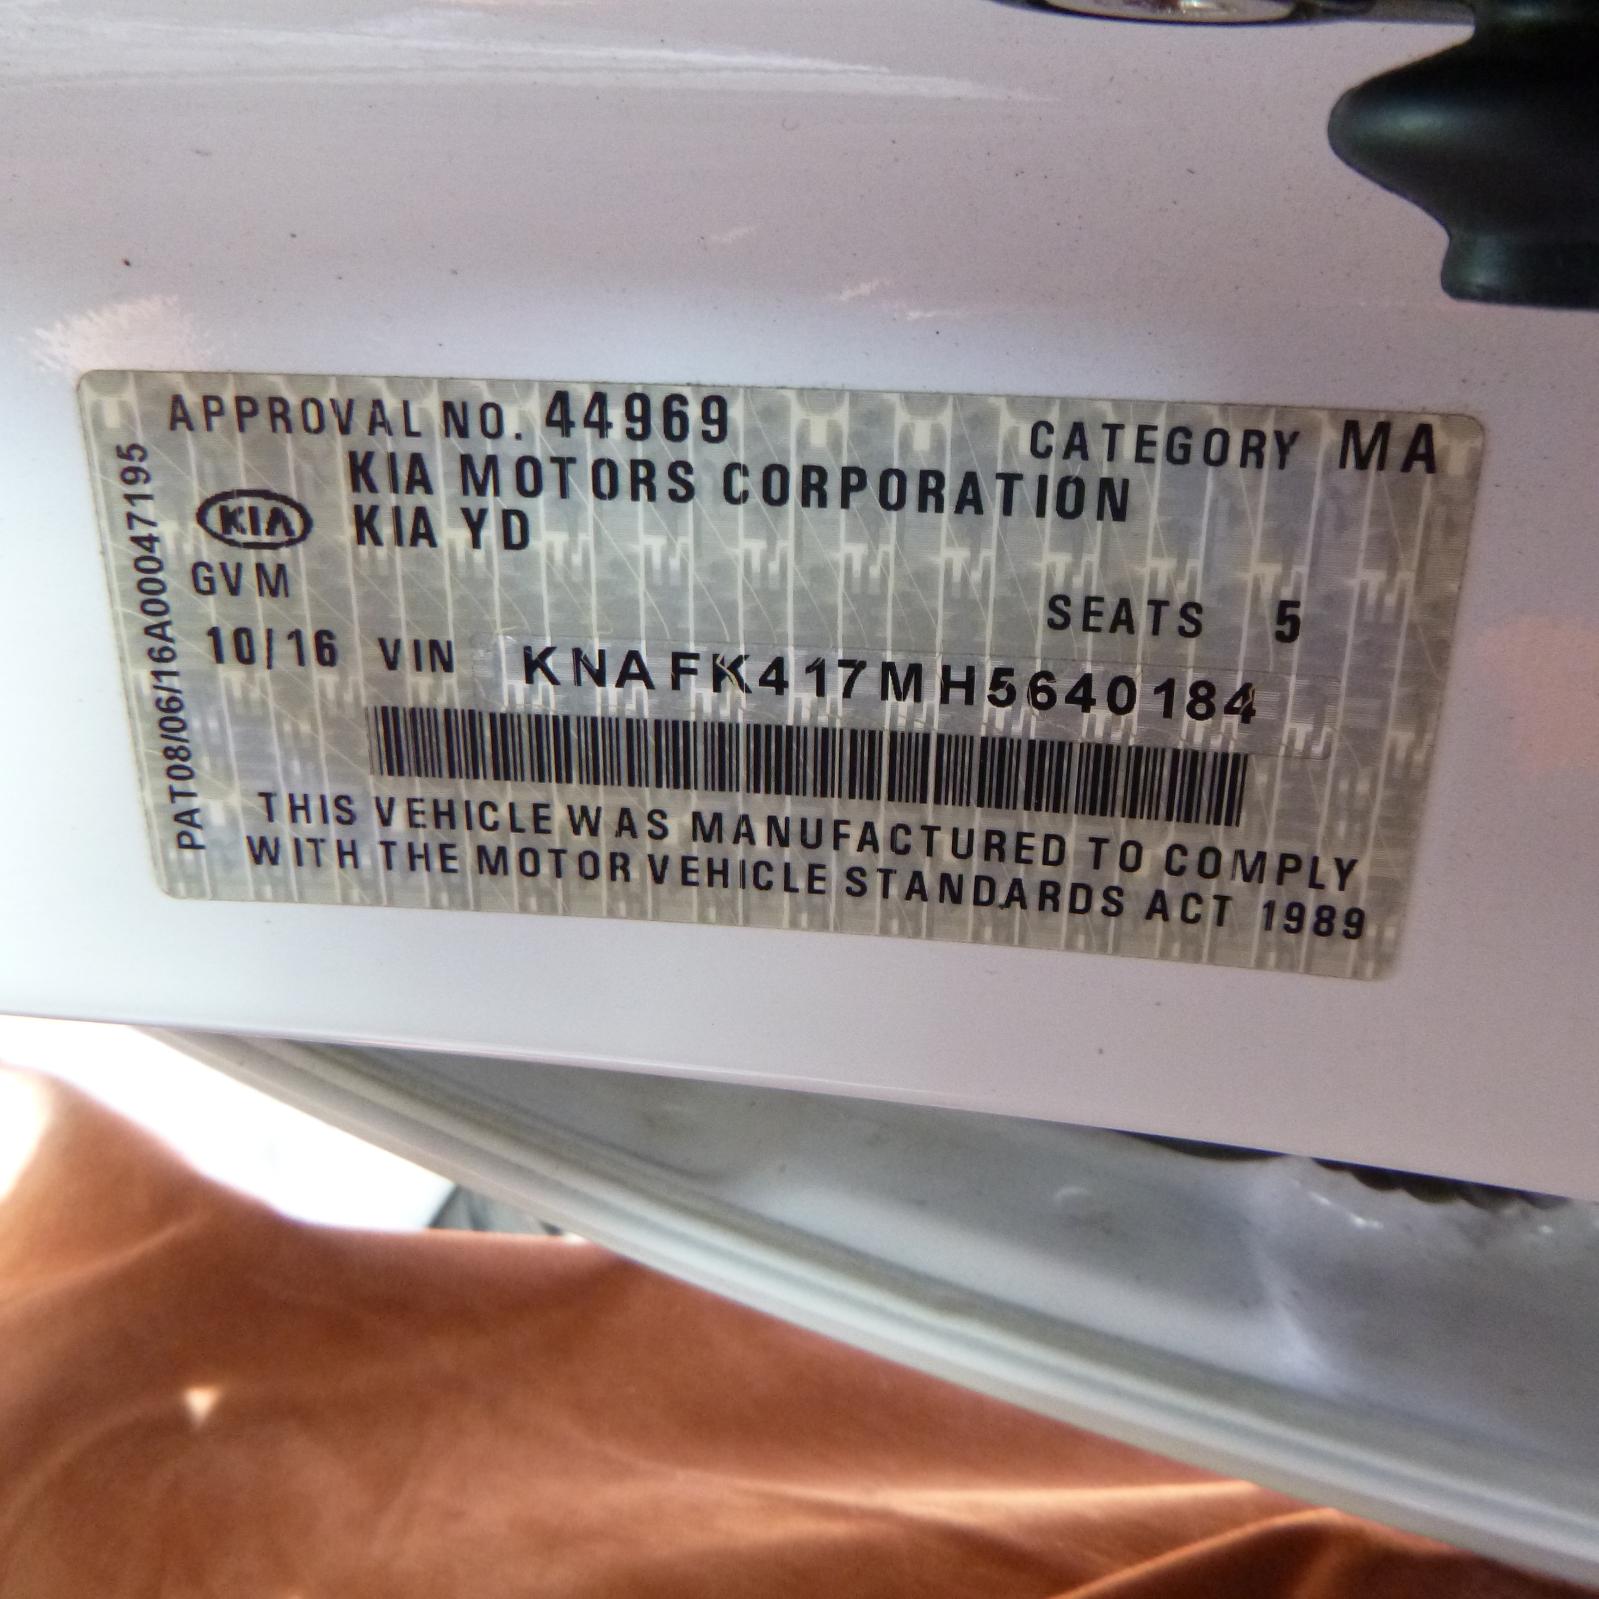 APPROVAL NO. 44969 CATEGORY MA
KIA MOTORS CORPORATION
KIA KIA YD
GVM
SEATS 5
10/16 VIN KNAFK417MH5640184
THIS VEHICLE WAS MANUFACTURED TO COMPLY
WITH THE MOTOR VEHICLE STANDARDS ACT 1989
PAT08/06/16A00047195